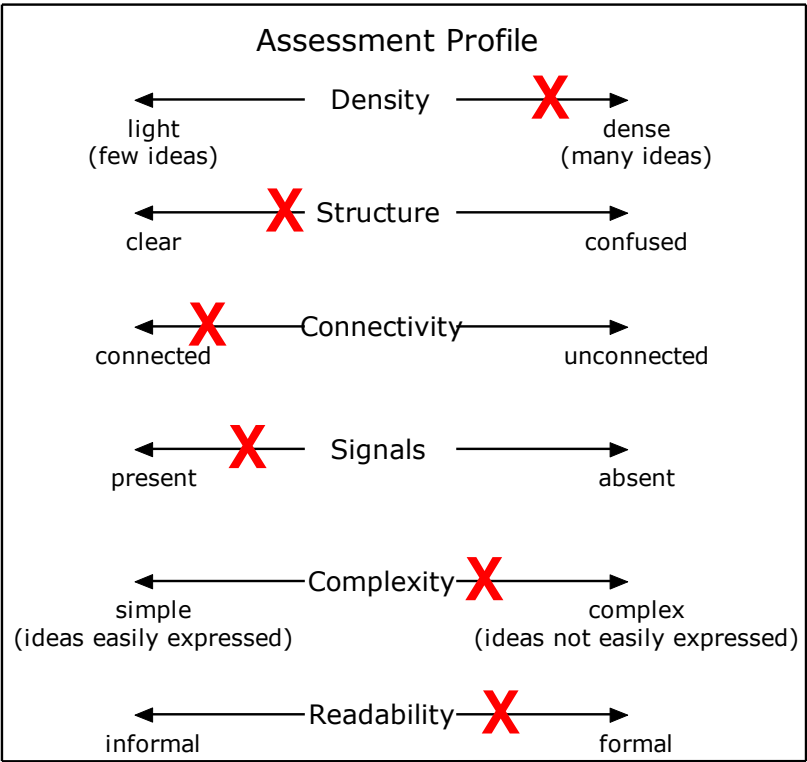 Assessment Profile
X
Density
light
(few ideas)
dense
(many ideas)
X
Structure
clear
confused
X
Connectivity
connected
unconnected
X
Signals
present
absent
X
Complexity
simple
(ideas easily expressed)
complex
(ideas not easily expressed)
X
Readability
informal
formal